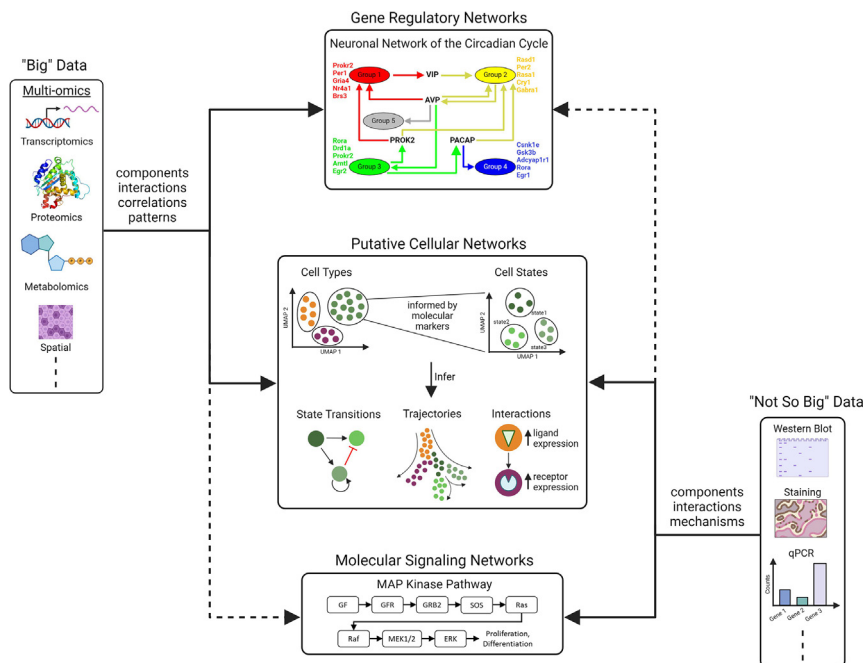 Gene Regulatory Networks
Neuronal Network of the Circadian Cycle
Prokr2
Per1
Gria4
Nr4a1
Brs3
Group 1
VIP
Group 2
Rasd1
Per2
Rasa1
Cry1
Gabra1
AVP
Group 5
PROK2
PACAP
Rora
Drd1a
Prokr2
Arntl
Egr2
Group 3
Group 4
Csnk1e
Gsk3b
Adcyap1r1
Rora
Egr1
"Big" Data
Multi-omics
Transcriptomics
Proteomics
Metabolomics
P
P
P
Spatial
components
interactions
correlations
patterns
Putative Cellular Networks
Cell Types
Cell States
UMAP 2
UMAP 1
informed by
molecular
markers
UMAP 2
UMAP 1
state1
state2
state3
Infer
State Transitions
Trajectories
Interactions
ligand
expression
receptor
expression
"Not So Big" Data
Western Blot
Staining
qPCR
Counts
Gene 1
Gene 2
Gene 3
components
interactions
mechanisms
Molecular Signaling Networks
MAP Kinase Pathway
GF
GFR
GRB2
SOS
Ras
Raf
MEK1/2
ERK
Proliferation,
Differentiation